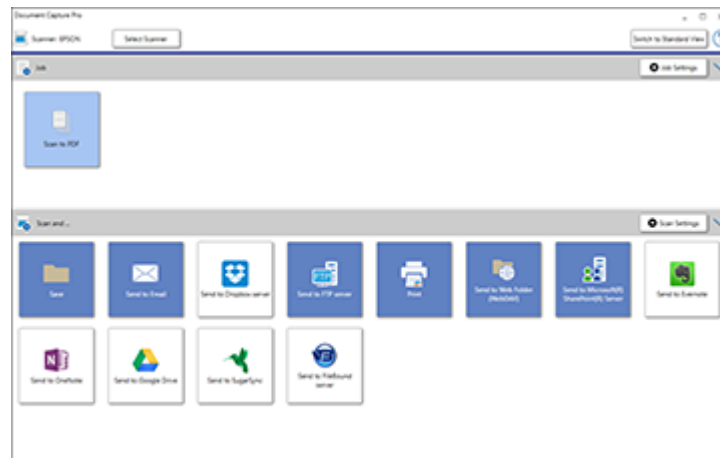 Document Capture Pro
Scanner: EPSON
Select Scanner
Switch to Standard View
Job
Job Settings
Scan to PDF
Scan and ...
Scan Settings
Save
Send to Email
Send to Dropbox server
Send to FTP server
Print
Send to Web Folder
(WebDAV)
Send to Microsoft(R)
SharePoint(R) Server
Send to Evernote
Send to OneNote
Send to Google Drive
Send to SugarSync
Send to FileBound
server